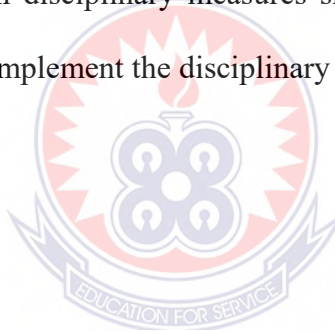 disciplinary measures
mplement the disciplinary
EDUCATION FOR SERVICE